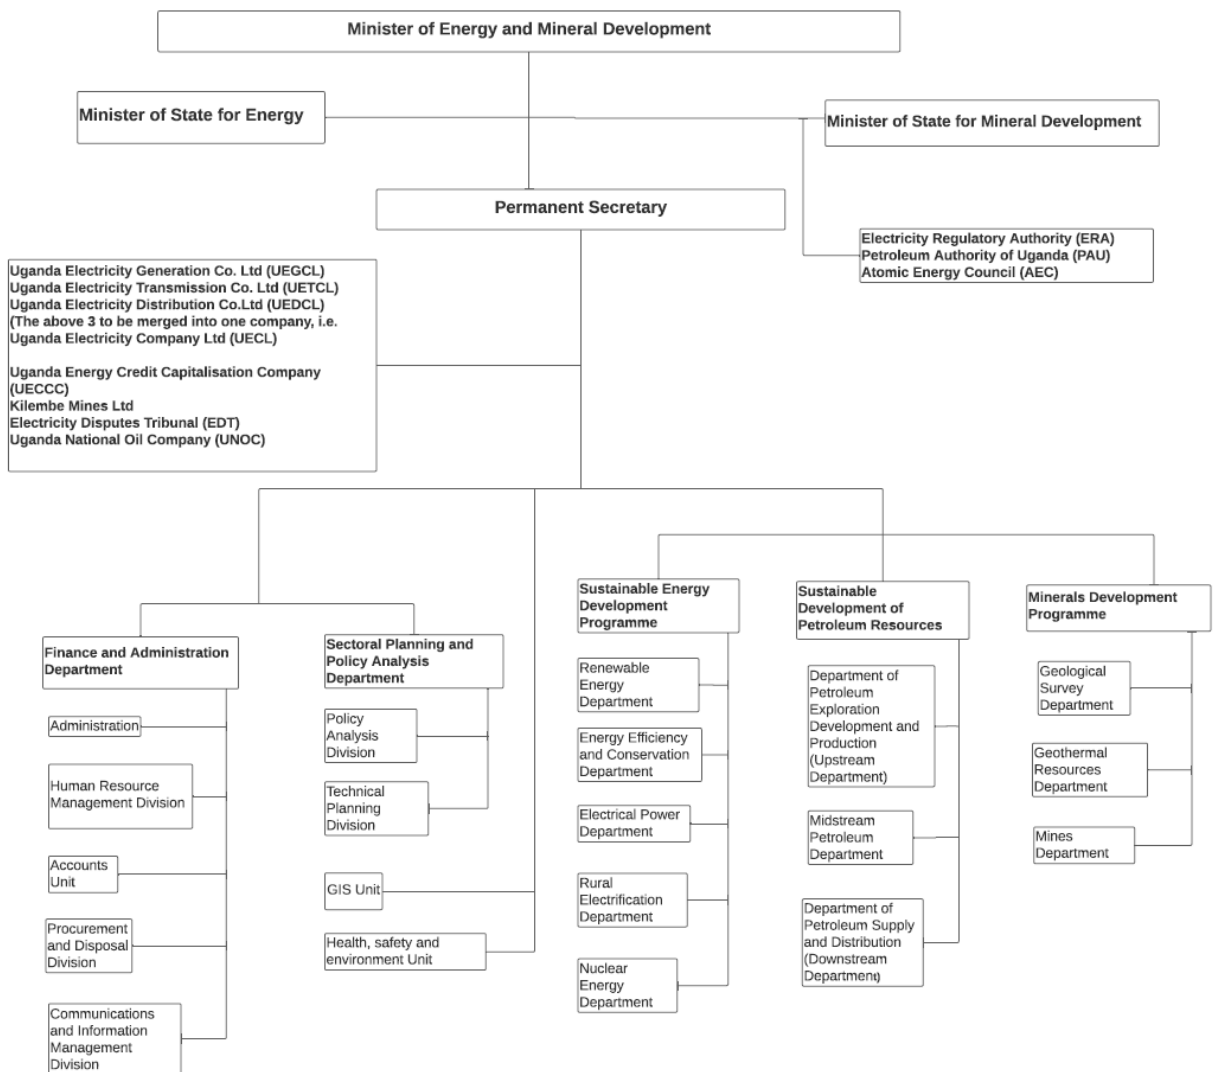 Minister of Energy and Mineral Development
Minister of State for Energy
Minister of State for Mineral Development
Permanent Secretary
Electricity Regulatory Authority (ERA)
Petroleum Authority of Uganda (PAU)
Atomic Energy Council (AEC)
Uganda Electricity Generation Co. Ltd (UEGCL)
Uganda Electricity Transmission Co. Ltd (UETCL)
Uganda Electricity Distribution Co.Ltd (UEDCL)
(The above 3 to be merged into one company, i.e.
Uganda Electricity Company Ltd (UECL)
Uganda Energy Credit Capitalisation Company
(UECCC)
Kilembe Mines Ltd
Electricity Disputes Tribunal (EDT)
Uganda National Oil Company (UNOC)
Finance and Administration
Department
Administration
Human Resource
Management Division
Accounts
Unit
Procurement
and Disposal
Division
Communications
and Information
Management
Division
Sectoral Planning and
Policy Analysis
Department
Policy
Analysis
Division
Technical
Planning
Division
GIS Unit
Health, safety and
environment Unit
Sustainable Energy
Development
Programme
Renewable
Energy
Department
Energy Efficiency
and Conservation
Department
Electrical Power
Department
Rural
Electrification
Department
Nuclear
Energy
Department
Sustainable
Development of
Petroleum Resources
Department of
Petroleum
Exploration
Development and
Production
(Upstream
Department)
Midstream
Petroleum
Department
Department of
Petroleum Supply
and Distribution
(Downstream
Department)
Minerals Development
Programme
Geological
Survey
Department
Geothermal
Resources
Department
Mines
Department